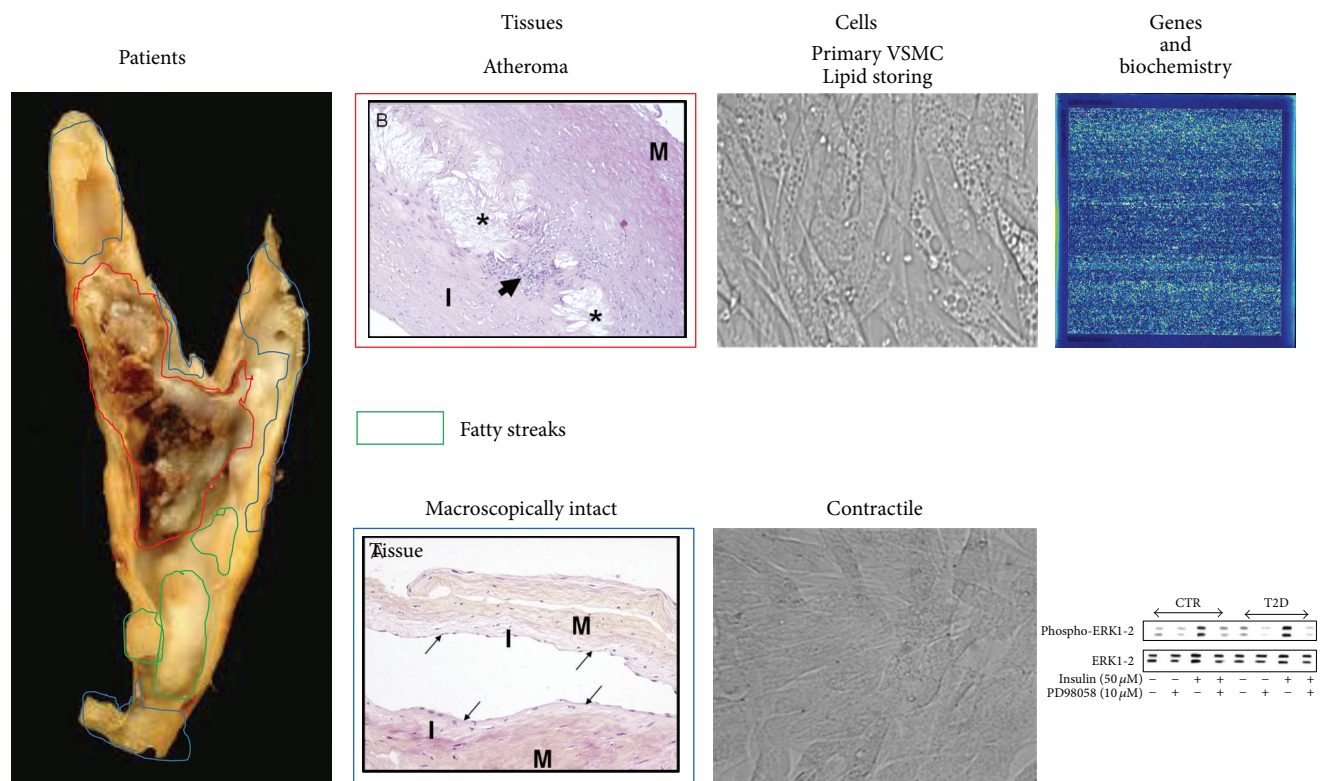 Patients
Tissues
Atheroma
Cells
Primary VSMC
Lipid storing
Genes
and
biochemistry
B
M
*
I
*
Fatty streaks
Macroscopically intact
Tissue
M
I
I
M
Contractile
CTR T2D
Phospho-ERK1-2
ERK1-2
Insulin (50 μM) − − + + − − + +
PD98058 (10 μM) − + − + − + − +